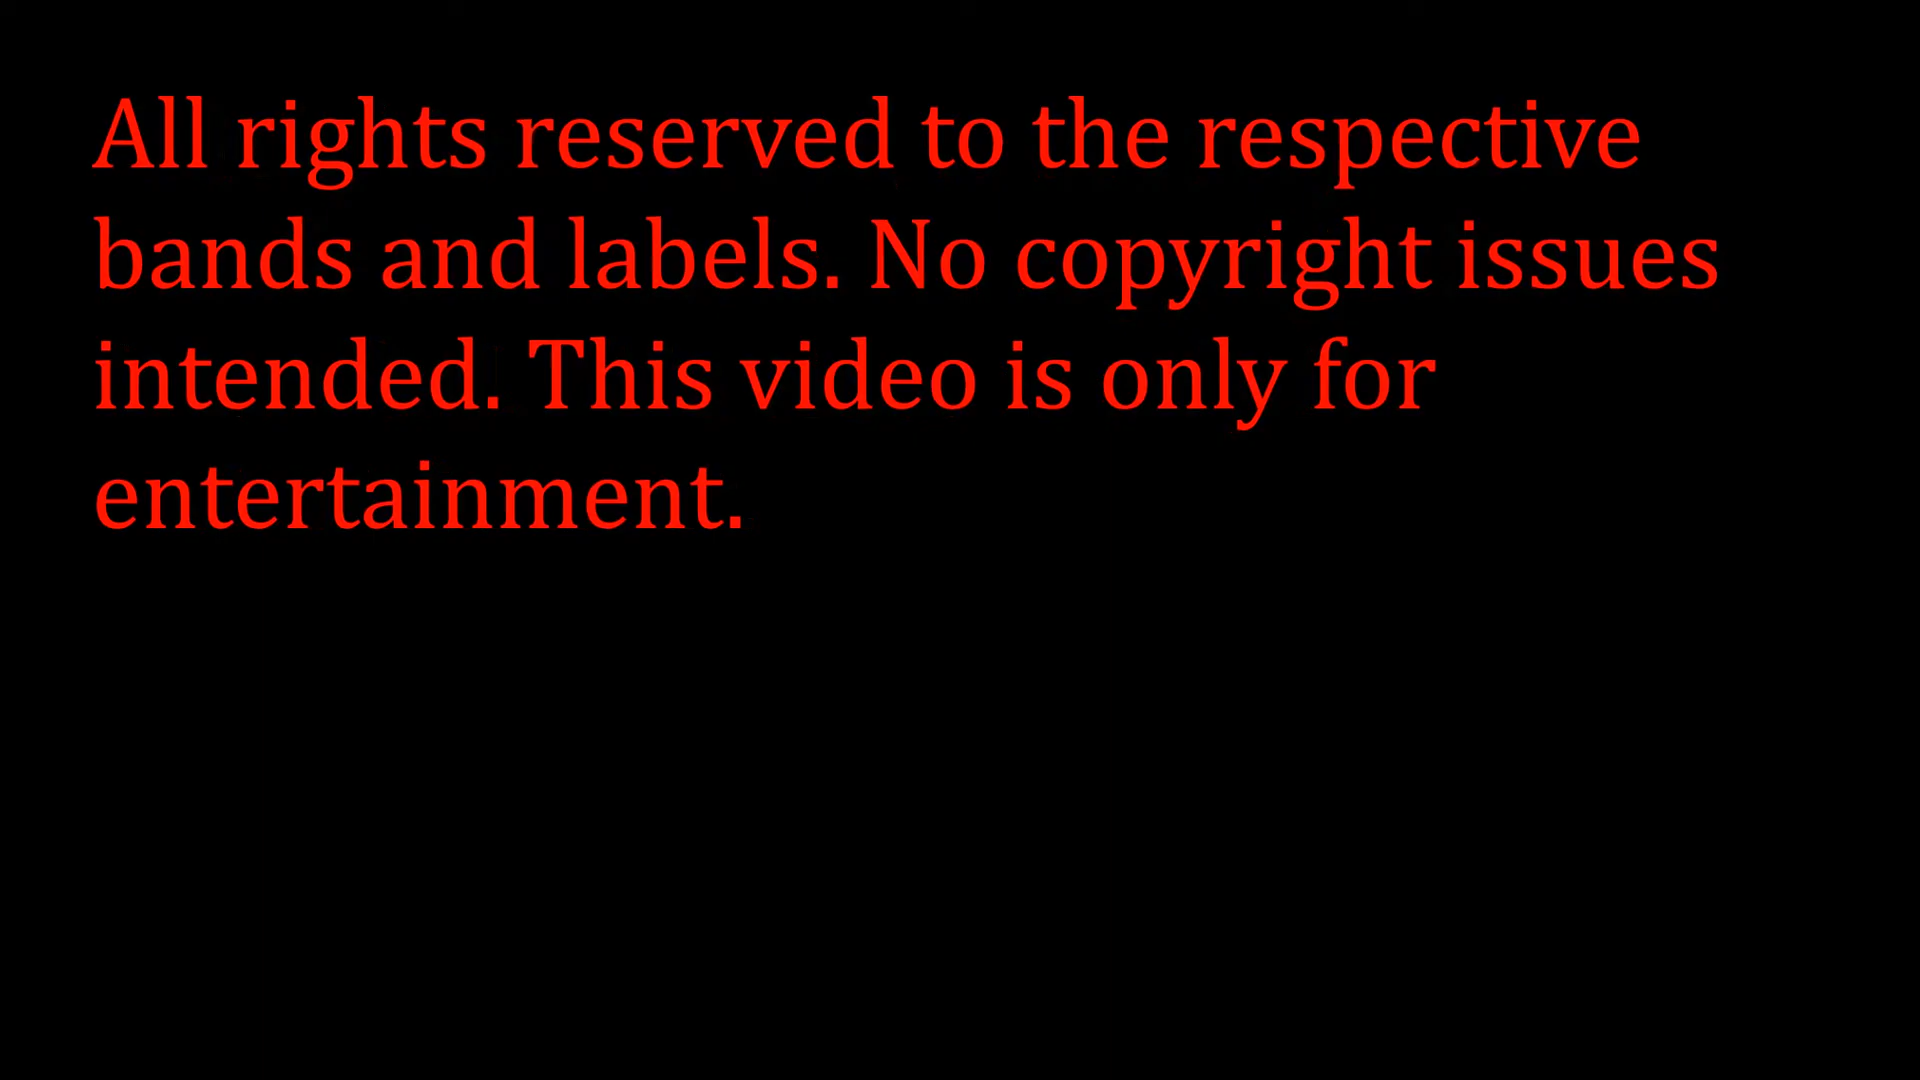 All rights reserved to the respective
bands and labels. No copyright issues
intended. This video is only for
entertainment.